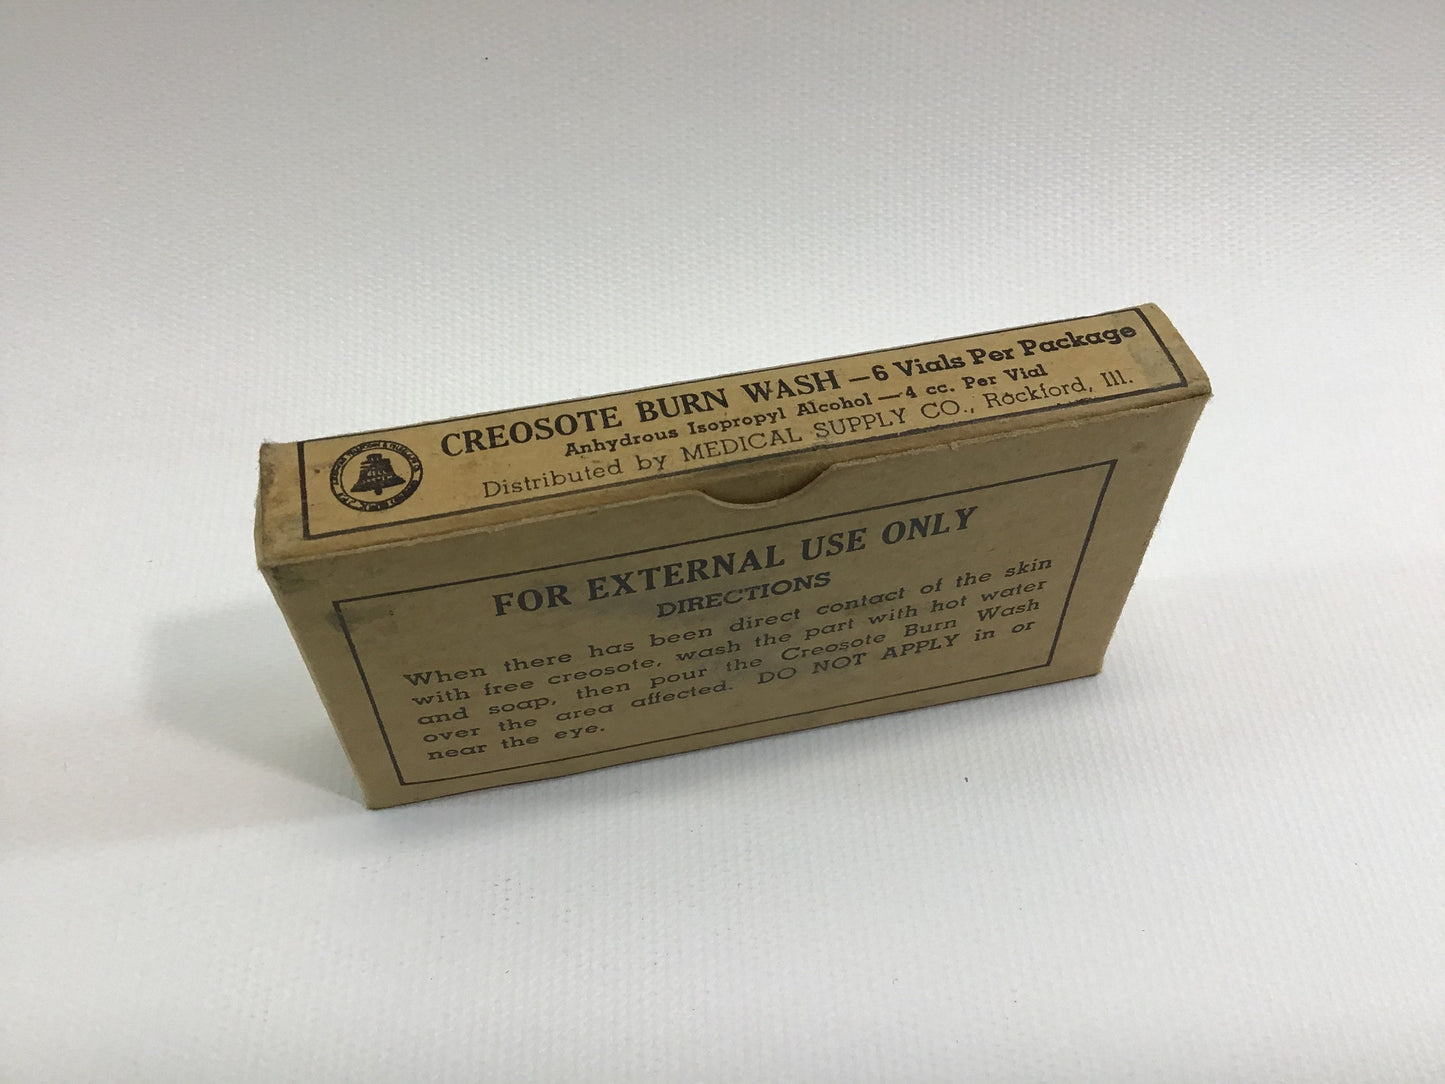 CREOSOTE BURN WASH — 6 Vials Per Package
Anhydrous Isopropyl Alcohol — 4 cc. Per Vial
Distributed by MEDICAL SUPPLY CO., Rockford, Ill.
FOR EXTERNAL USE ONLY
DIRECTIONS
When there has been direct contact of the skin
with free creosote, wash the part with hot water
and soap, then pour the Creosote Burn Wash
over the area affected. DO NOT APPLY in or
near the eye.